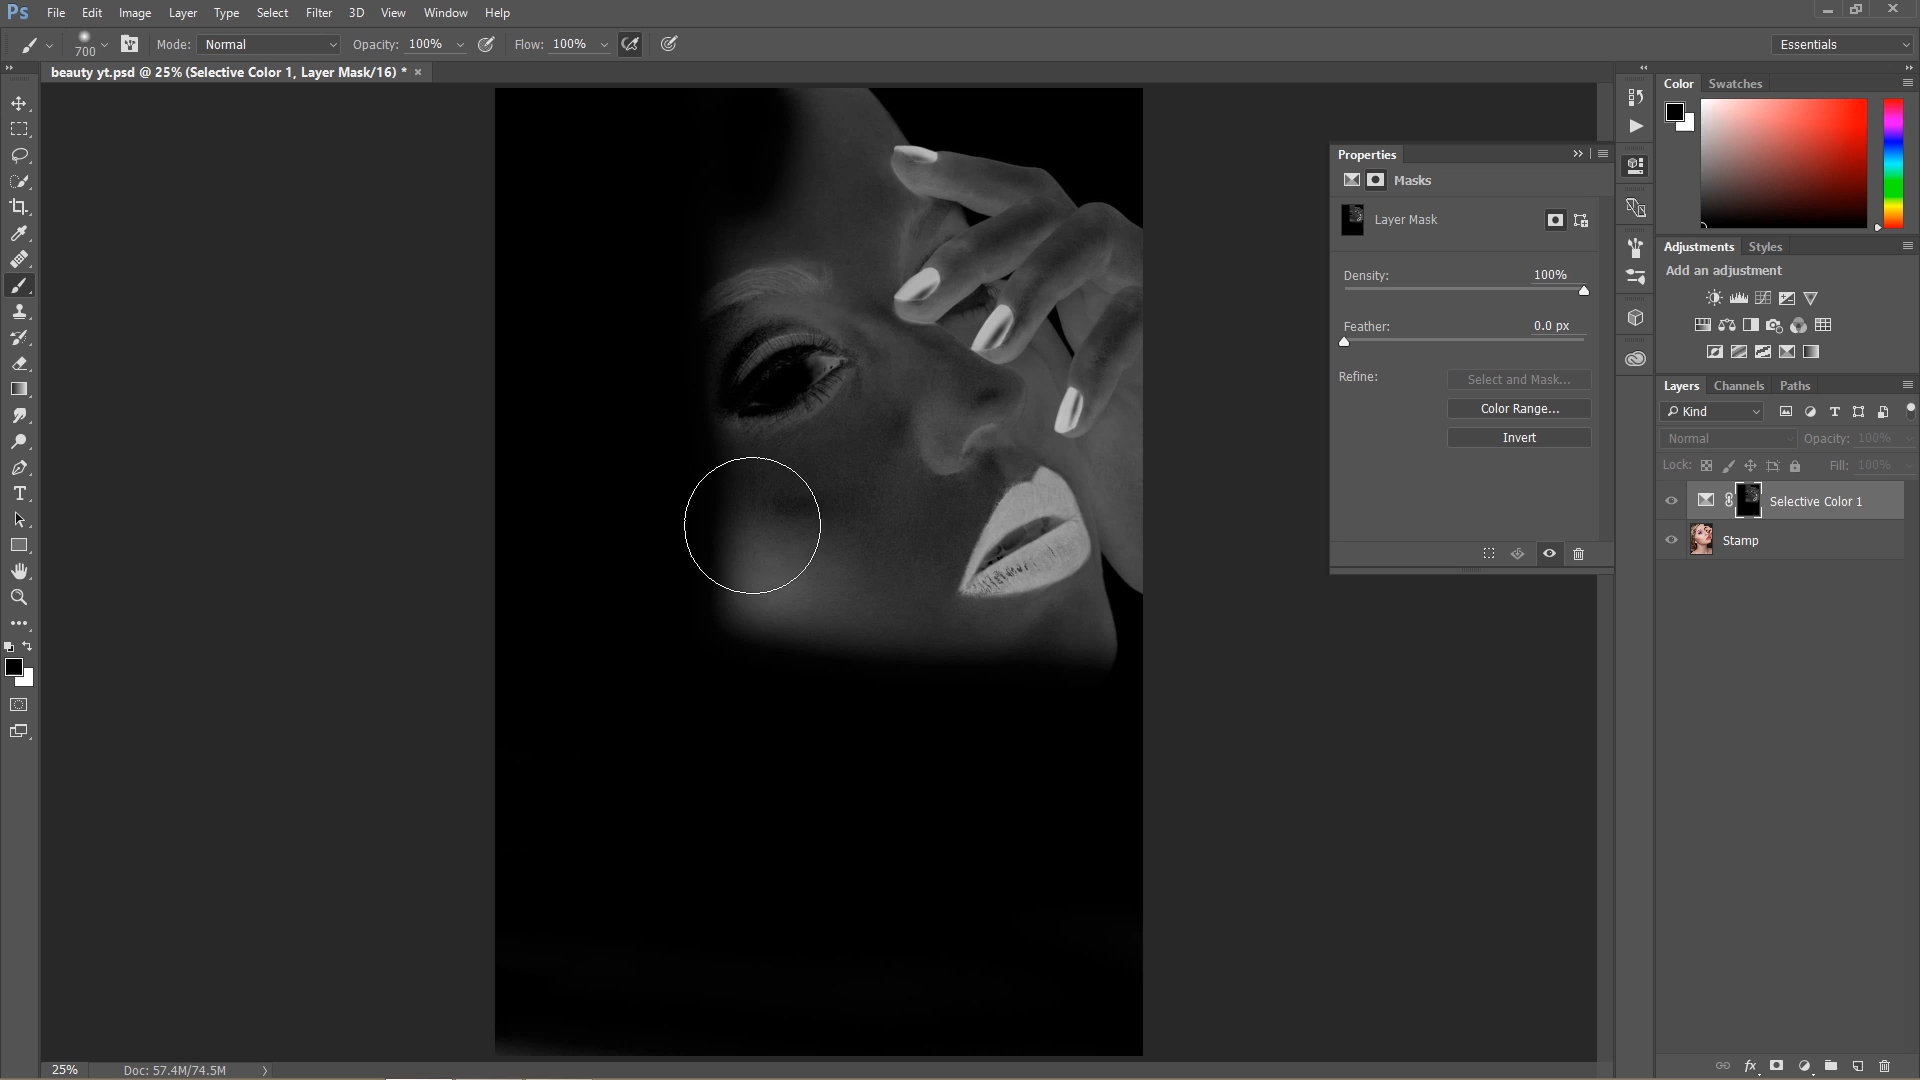 Ps File Edit Image Layer Type Select Filter 3D View Window Help
700 Mode: Normal Opacity: 100% Flow: 100% Essentials
beauty yt.psd @ 25% (Selective Color 1, Layer Mask/16) * ×
Color Swatches
Properties
Masks
Layer Mask
Density: 100%
Feather: 0.0 px
Refine: Select and Mask...
Color Range...
Invert
Adjustments Styles
Add an adjustment
Layers Channels Paths
Kind
Normal Opacity: 100%
Lock: Fill: 100%
Selective Color 1
Stamp
fx
25% Doc: 57.4M/74.5M